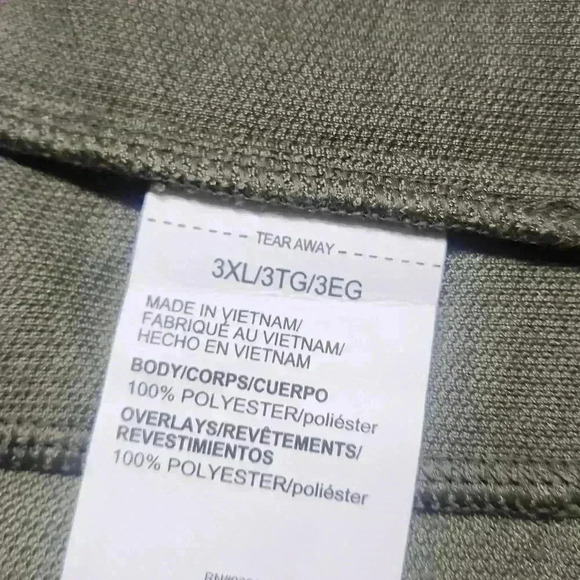 TEAR AWAY
3XL/3TG/3EG
MADE IN VIETNAM/
FABRIQUÉ AU VIETNAM/
HECHO EN VIETNAM
BODY/CORPS/CUERPO
100% POLYESTER/poliéster
OVERLAYS/REVÊTEMENTS/
REVESTIMIENTOS
100% POLYESTER/poliéster